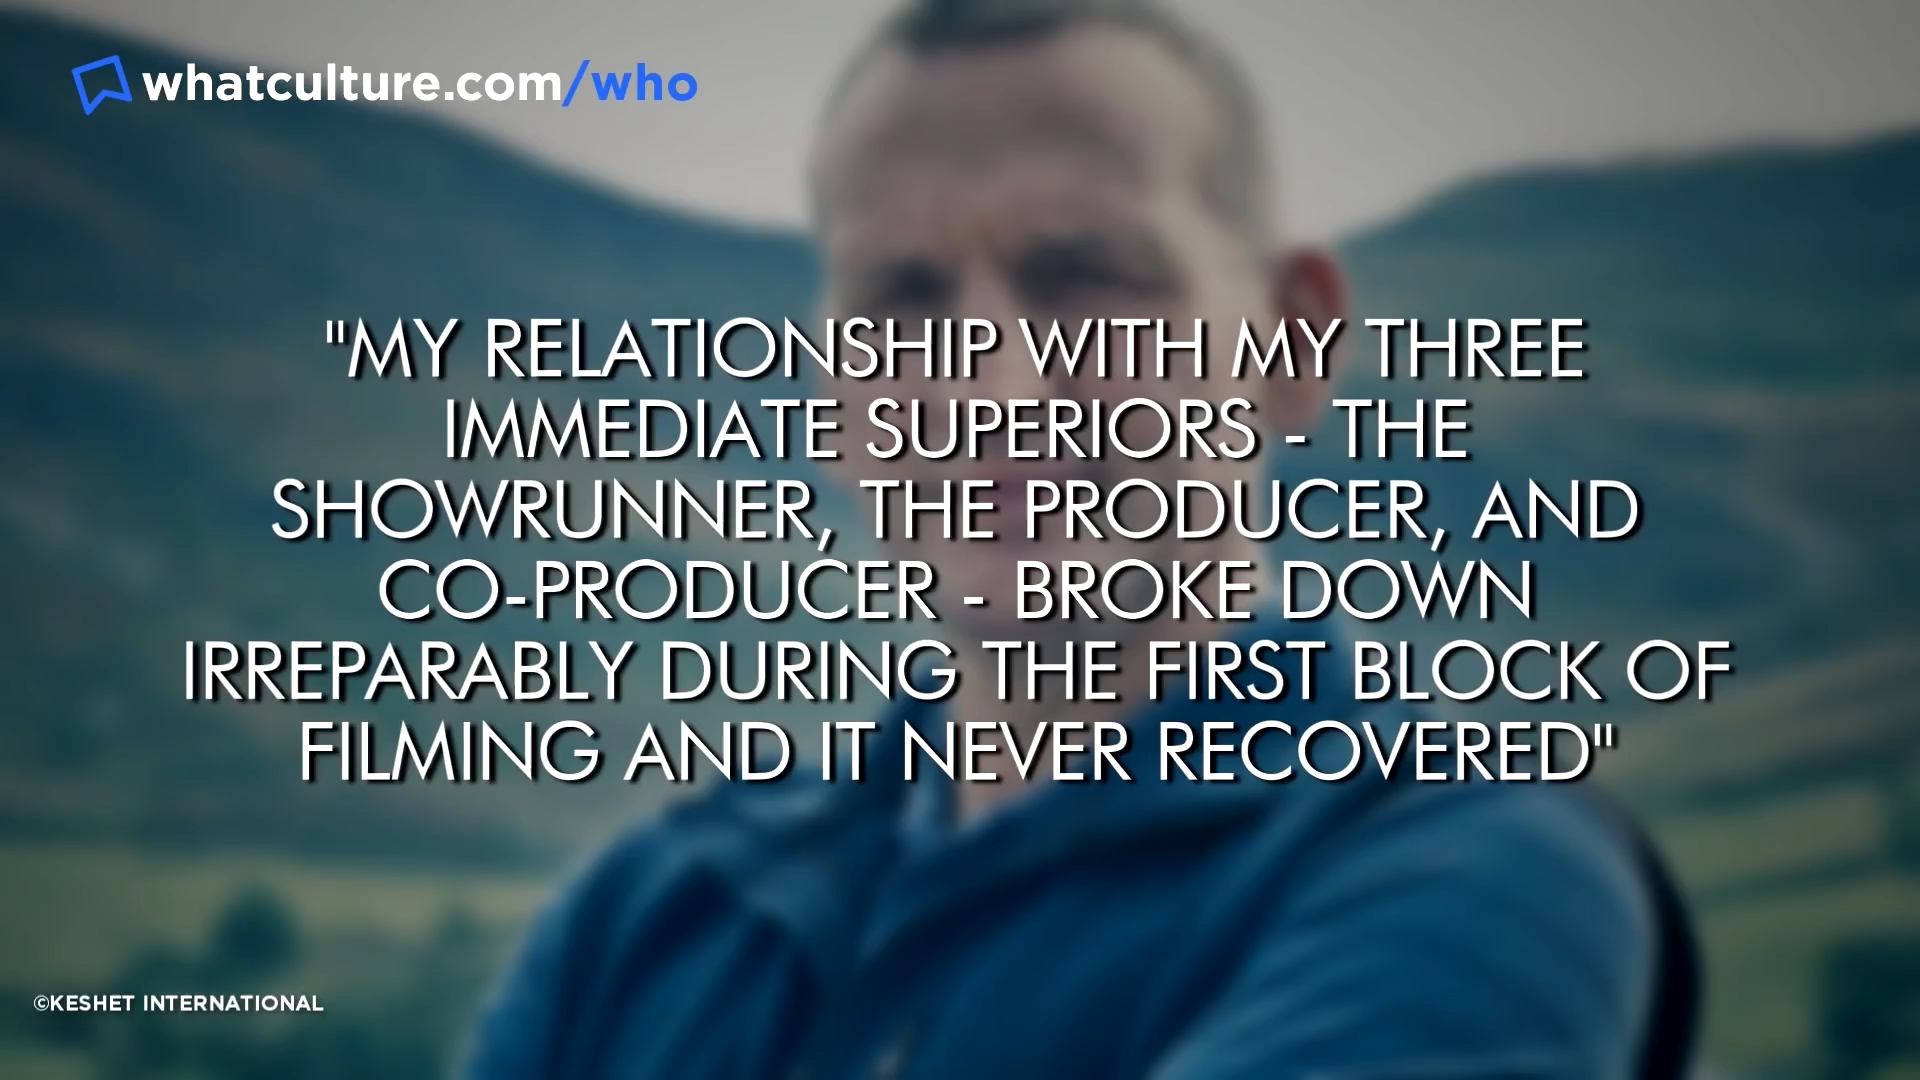 whatculture.com/who
"MY RELATIONSHIP WITH MY THREE
IMMEDIATE SUPERIORS - THE
SHOWRUNNER, THE PRODUCER, AND
CO-PRODUCER - BROKE DOWN
IRREPARABLY DURING THE FIRST BLOCK OF
FILMING AND IT NEVER RECOVERED"
©KESHET INTERNATIONAL